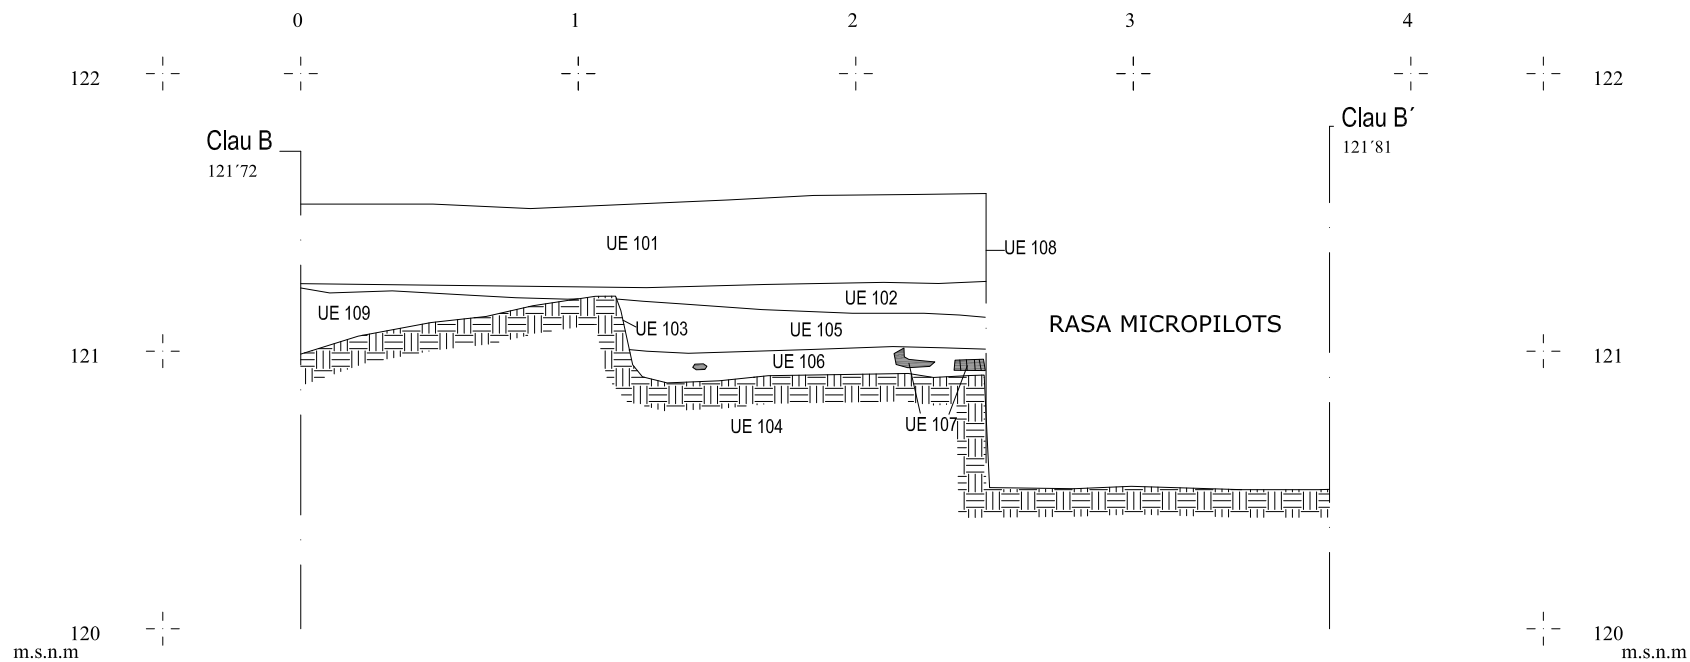 0 1 2 3 4
122 122
Clau B´
Clau B
121´81
121´72
UE 101
UE 108
UE 102
UE 109
UE 103
UE 105
RASA MICROPILOTS
121 121
UE 106
UE 104
UE 107
120 120
m.s.n.m m.s.n.m